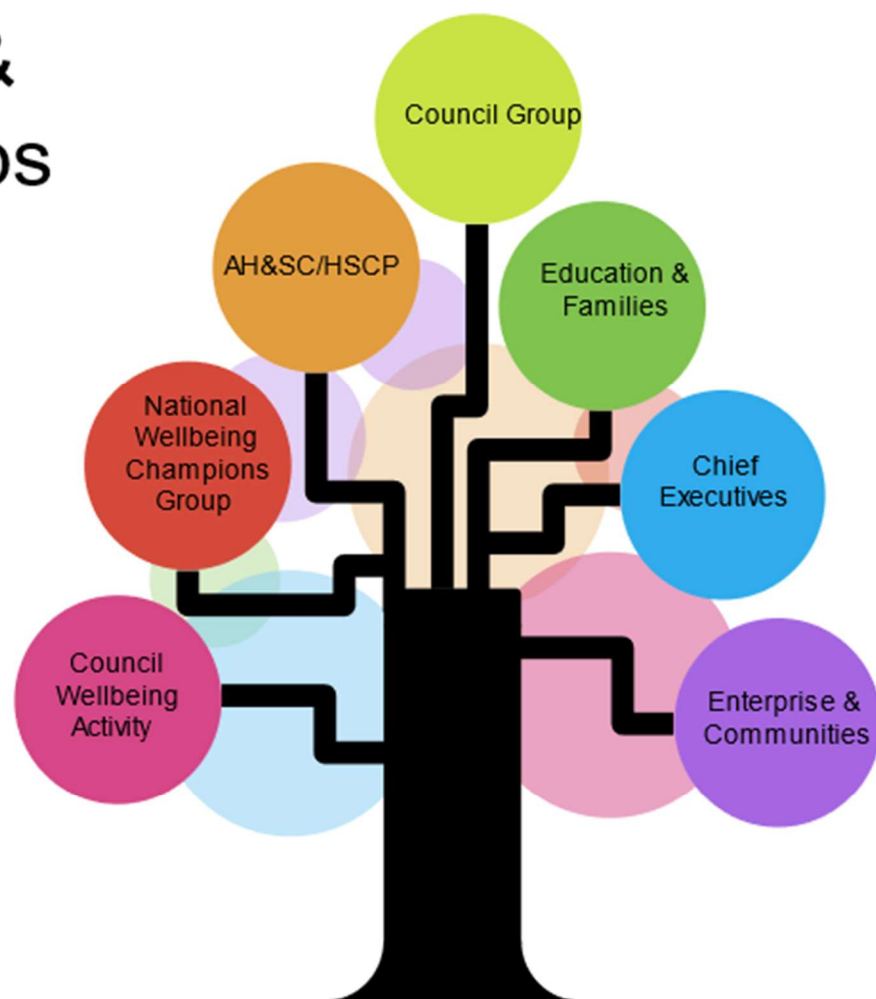 &
Council Group
AH&SC/HSCP
Education &
Families
National
Wellbeing
Champions
Group
Chief
Executives
Council
Wellbeing
Activity
Enterprise &
Communities